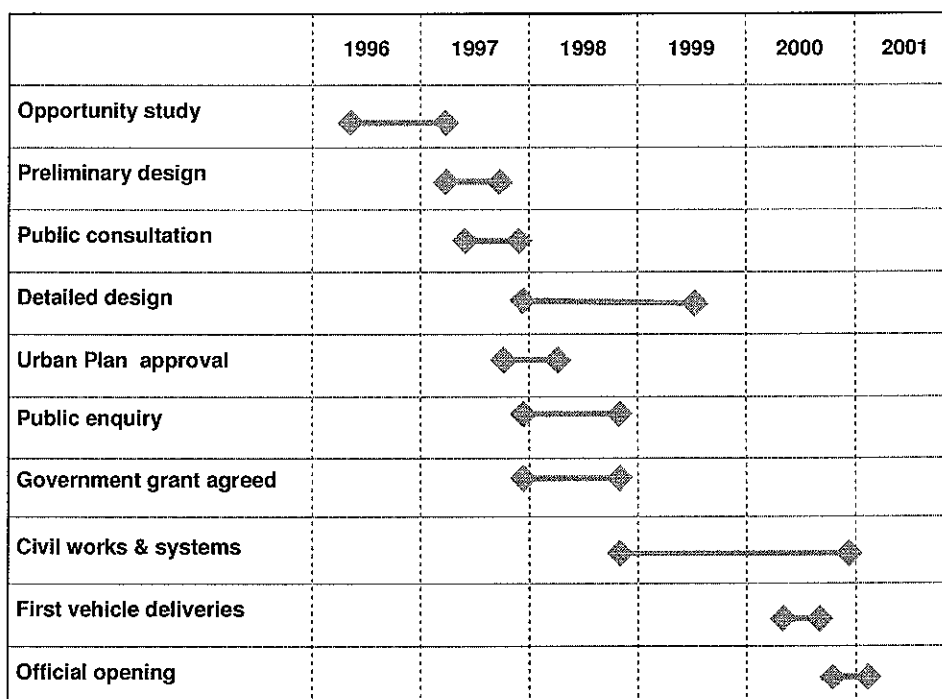 1996 1997 1998 1999 2000 2001
Opportunity study
Preliminary design
Public consultation
Detailed design
Urban Plan approval
Public enquiry
Government grant agreed
Civil works & systems
First vehicle deliveries
Official opening